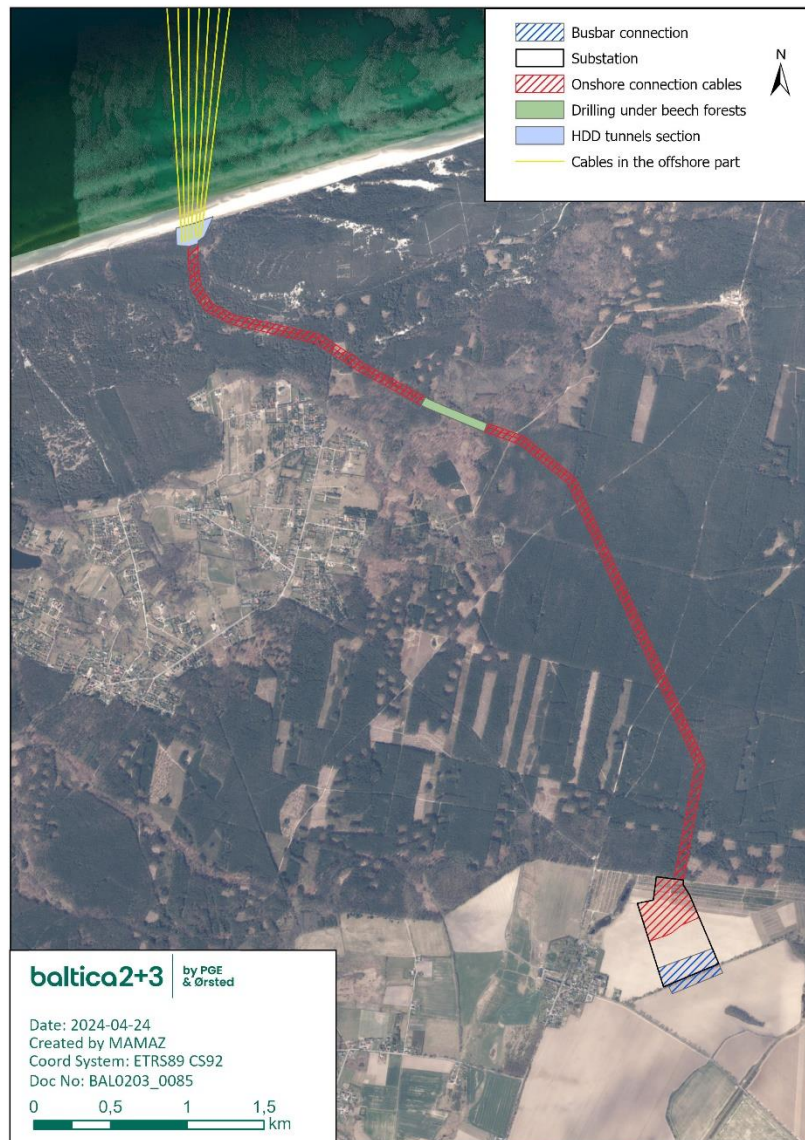 Busbar connection
Substation
Onshore connection cables
Drilling under beech forests
HDD tunnels section
Cables in the offshore part
N
baltica2+3
by PGE
& Ørsted
Date: 2024-04-24
Created by MAMAZ
Coord System: ETRS89 CS92
Doc No: BAL0203_0085
0 0,5 1 1,5
km